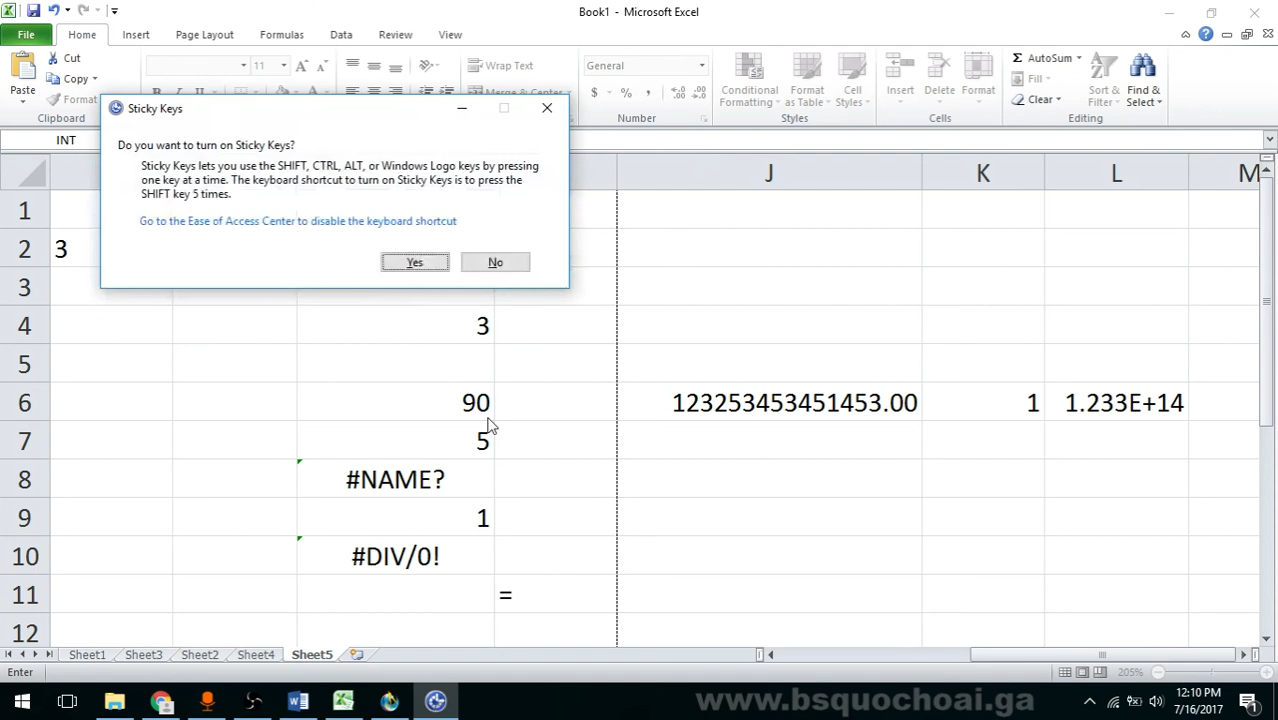 Book1 - Microsoft Excel
File Home Insert Page Layout Formulas Data Review View
Paste
Cut
Copy
Format
Clipboard
11
A A
B I U
Wrap Text
Merge & Center
General
$ % ,
Number
Conditional Formatting
Format as Table
Cell Styles
Styles
Insert Delete Format
Cells
Σ AutoSum
Fill
Clear
Sort & Filter
Find & Select
Editing
INT
Sticky Keys
Do you want to turn on Sticky Keys?
Sticky Keys lets you use the SHIFT, CTRL, ALT, or Windows Logo keys by pressing
one key at a time. The keyboard shortcut to turn on Sticky Keys is to press the
SHIFT key 5 times.
Go to the Ease of Access Center to disable the keyboard shortcut
Yes No
J K L M
1
2 3
3
4 3
5
6 90 123253453451453.00 1 1.233E+14
7 5
8 #NAME?
9 1
10 #DIV/0!
11 =
12
Sheet1 Sheet3 Sheet2 Sheet4 Sheet5
Enter 205%
www.bsquochoai.ga
12:10 PM
7/16/2017
1